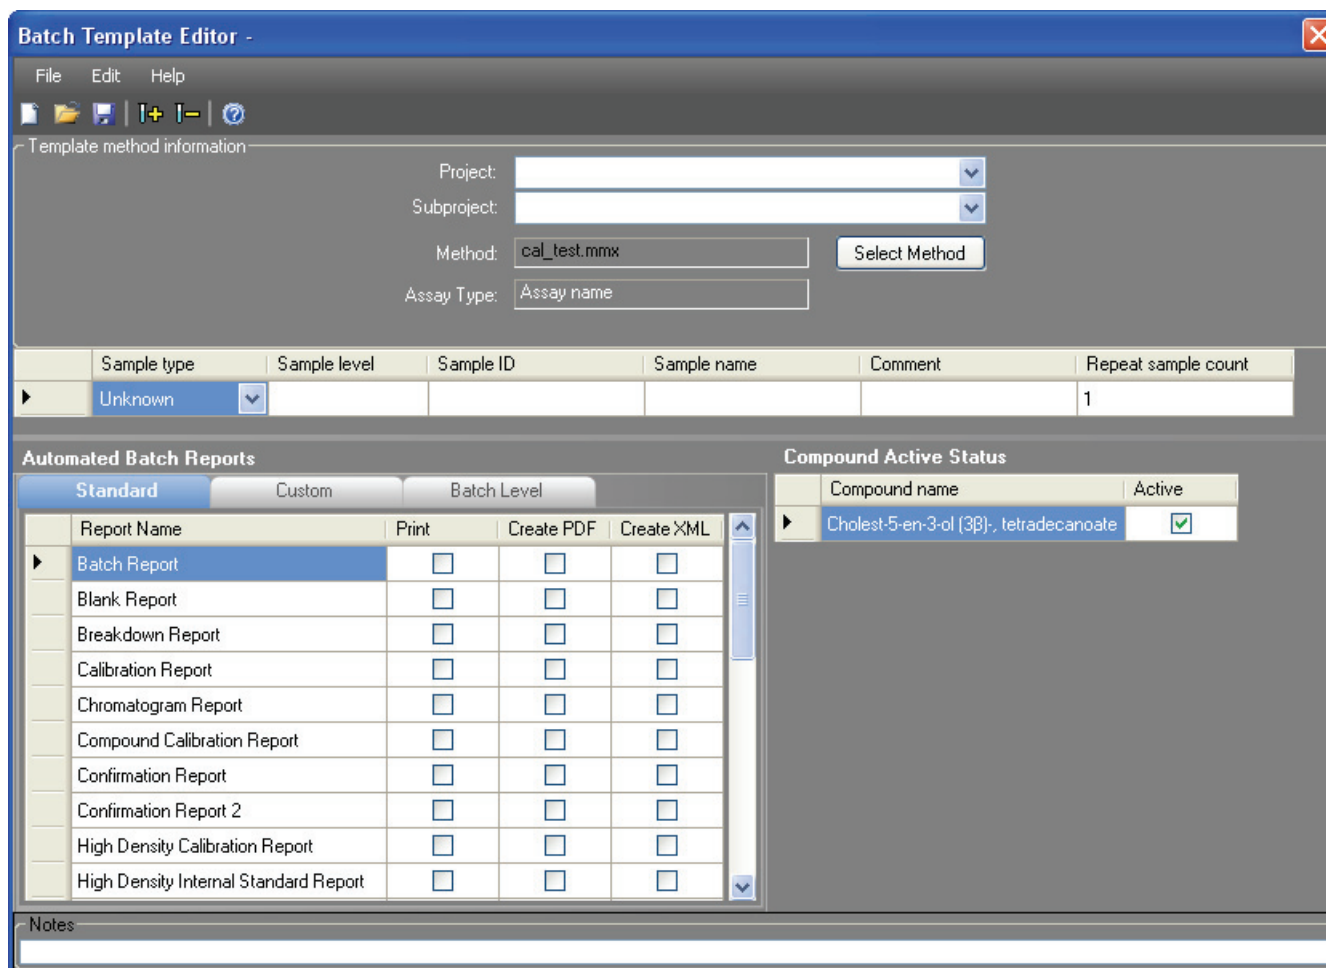 Batch Template Editor -
File Edit Help
Template method information
Project:
Subproject:
Method: cal_test.mmx Select Method
Assay Type: Assay name
Sample type Sample level Sample ID Sample name Comment Repeat sample count
Unknown 1
Automated Batch Reports
Standard Custom Batch Level
Report Name Print Create PDF Create XML
Batch Report
Blank Report
Breakdown Report
Calibration Report
Chromatogram Report
Compound Calibration Report
Confirmation Report
Confirmation Report 2
High Density Calibration Report
High Density Internal Standard Report
Compound Active Status
Compound name Active
Cholest-5-en-3-ol (3β)-, tetradecanoate
Notes